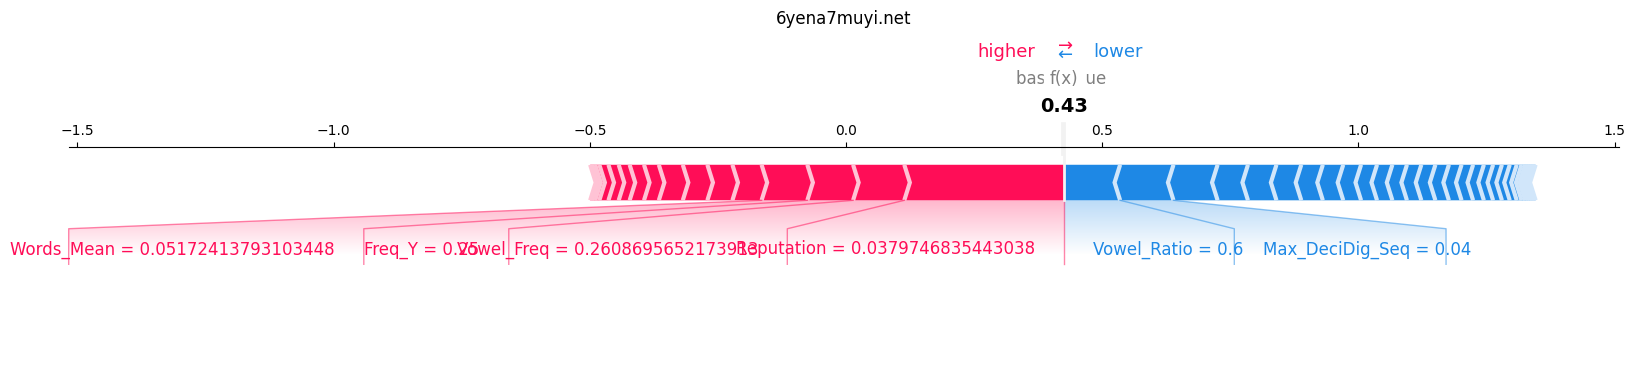 6yena7muyi.net
higher ⇄ lower
bas f(x) ue
0.43
−1.5 −1.0 −0.5 0.0 0.5 1.0 1.5
Words_Mean = 0.05172413793103448 Freq_Y = 0.25 Vowel_Freq = 0.2608695652173913 Reputation = 0.0379746835443038 Vowel_Ratio = 0.6 Max_DeciDig_Seq = 0.04